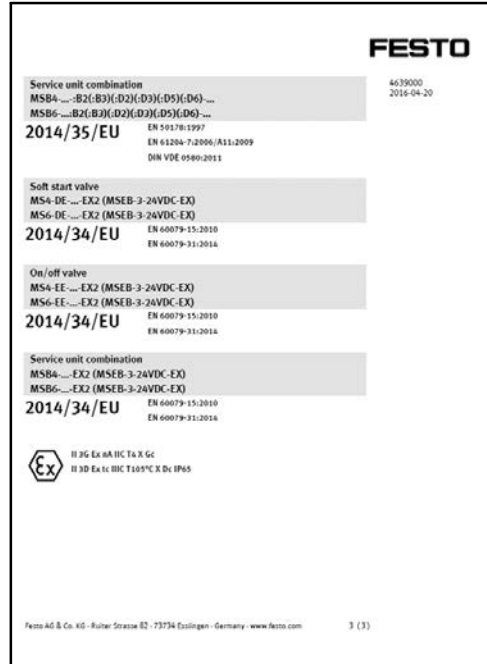 FESTO
4639000
2016-04-20
Service unit combination
MSB4-...-:B2(:B3)(:D2)(:D3)(:D5)(:D6)-...
MSB6-...:B2(:B3)(:D2)(:D3)(:D5)(:D6)-...
2014/35/EU
EN 50178:1997
EN 61204-7:2006/A11:2009
DIN VDE 0580:2011
Soft start valve
MS4-DE-...-EX2 (MSEB-3-24VDC-EX)
MS6-DE-...-EX2 (MSEB-3-24VDC-EX)
2014/34/EU
EN 60079-15:2010
EN 60079-31:2014
On/off valve
MS4-EE-...-EX2 (MSEB-3-24VDC-EX)
MS6-EE-...-EX2 (MSEB-3-24VDC-EX)
2014/34/EU
EN 60079-15:2010
EN 60079-31:2014
Service unit combination
MSB4-...-EX2 (MSEB-3-24VDC-EX)
MSB6-...-EX2 (MSEB-3-24VDC-EX)
2014/34/EU
EN 60079-15:2010
EN 60079-31:2014
Ex
II 3G Ex nA IIC T4 X Gc
II 3D Ex tc IIIC T105°C X Dc IP65
Festo AG & Co. KG - Ruiter Strasse 82 - 73734 Esslingen - Germany - www.festo.com
3 (3)